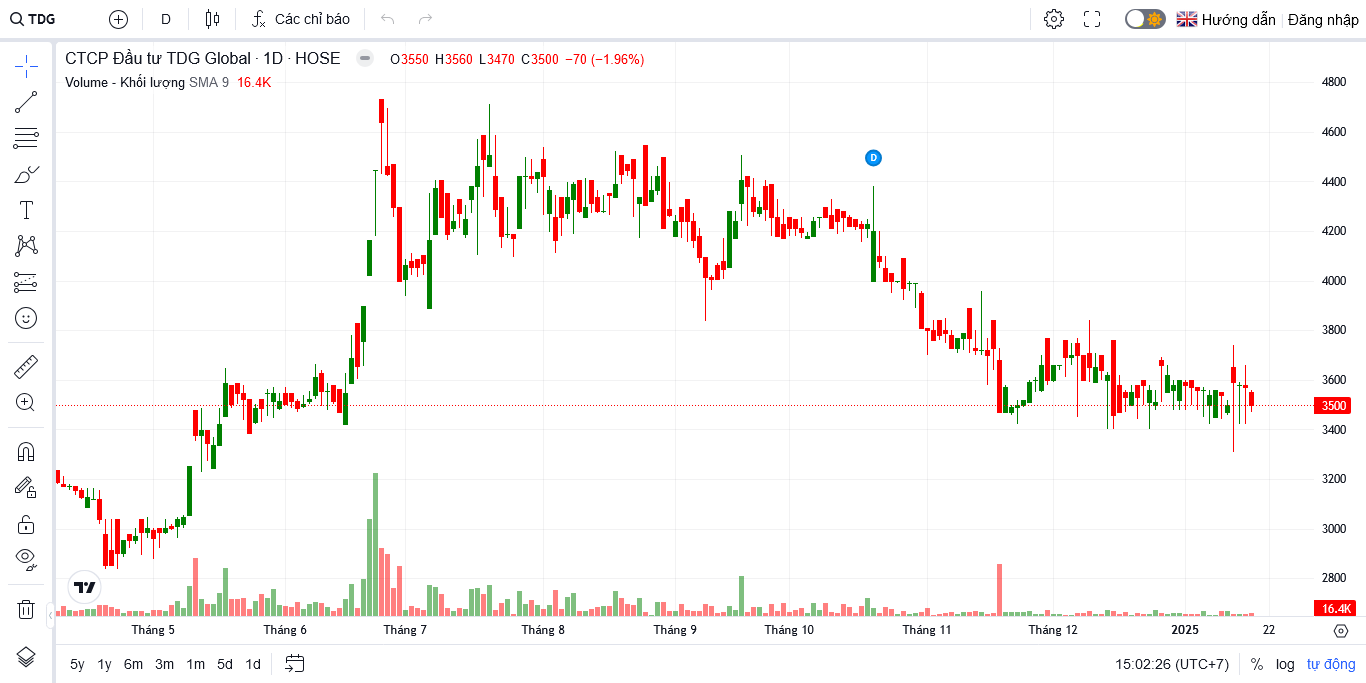 TDG D Các chỉ báo Hướng dẫn Đăng nhập
CTCP Đầu tư TDG Global · 1D · HOSE O3550 H3560 L3470 C3500 −70 (−1.96%)
Volume - Khối lượng SMA 9 16.4K
4800
4600
D
4400
4200
4000
3800
3600
3500
3400
3200
3000
2800
16.4K
Tháng 5 Tháng 6 Tháng 7 Tháng 8 Tháng 9 Tháng 10 Tháng 11 Tháng 12 2025 22
5y 1y 6m 3m 1m 5d 1d 15:02:26 (UTC+7) % log tự động